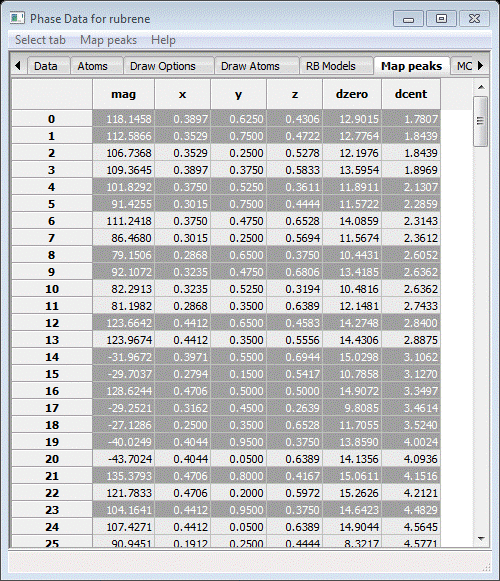 Phase Data for rubrene
Select tab Map peaks Help
Data Atoms Draw Options Draw Atoms RB Models Map peaks MC
mag x y z dzero dcent
0 118.1458 0.3897 0.6250 0.4306 12.9015 1.7807
1 112.5866 0.3529 0.7500 0.4722 12.7764 1.8439
2 106.7368 0.3529 0.2500 0.5278 12.1976 1.8439
3 109.3645 0.3897 0.3750 0.5833 13.5954 1.8969
4 101.8292 0.3750 0.5250 0.3611 11.8911 2.1307
5 91.4255 0.3015 0.7500 0.4444 11.5722 2.2859
6 111.2418 0.3750 0.4750 0.6528 14.0859 2.3143
7 86.4680 0.3015 0.2500 0.5694 11.5674 2.3612
8 79.1506 0.2868 0.6500 0.3750 10.4431 2.6052
9 92.1072 0.3235 0.4750 0.6806 13.4185 2.6362
10 82.2913 0.3235 0.5250 0.3194 10.4816 2.6362
11 81.1982 0.2868 0.3500 0.6389 12.1481 2.7433
12 123.6642 0.4412 0.6500 0.4583 14.2748 2.8400
13 123.9674 0.4412 0.3500 0.5556 14.4306 2.8875
14 -31.9672 0.3971 0.5500 0.6944 15.0298 3.1062
15 -29.7037 0.2794 0.1500 0.5417 10.7858 3.1270
16 128.6244 0.4706 0.5000 0.5000 14.9072 3.3497
17 -29.2521 0.3162 0.4500 0.2639 9.8085 3.4614
18 -27.1286 0.2500 0.3500 0.6528 11.7055 3.5240
19 -40.0249 0.4044 0.9500 0.3750 13.8590 4.0024
20 -43.7024 0.4044 0.0500 0.6389 14.1356 4.0936
21 135.3793 0.4706 0.8000 0.4167 15.0611 4.1516
22 121.7833 0.4706 0.2000 0.5972 15.2626 4.2121
23 104.1641 0.4412 0.9500 0.3750 14.6423 4.4829
24 107.4271 0.4412 0.0500 0.6389 14.9044 4.5645
25 90.9451 0.1912 0.2500 0.4444 8.3217 4.5771